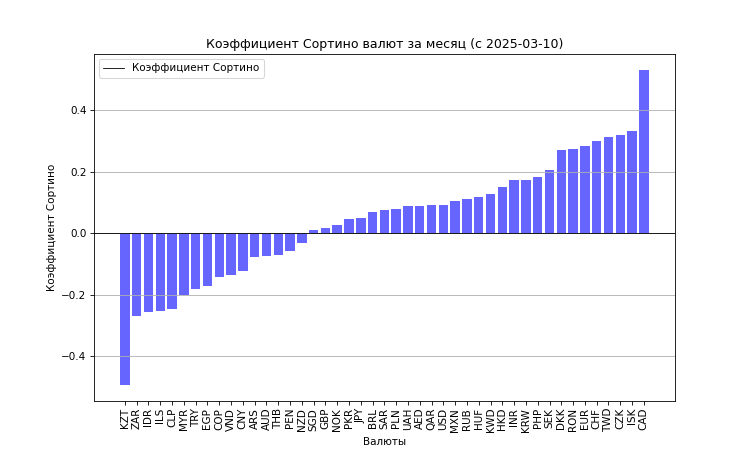 Коэффициент Сортино валют за месяц (с 2025-03-10)
Коэффициент Сортино
Коэффициент Сортино
0.4
0.2
0.0
−0.2
−0.4
KZT
ZAR
IDR
ILS
CLP
MYR
TRY
EGP
COP
VND
CNY
ARS
AUD
THB
PEN
NZD
SGD
GBP
NOK
PKR
JPY
BRL
SAR
PLN
UAH
AED
QAR
USD
MXN
RUB
HUF
KWD
HKD
INR
KRW
PHP
SEK
DKK
RON
EUR
CHF
TWD
CZK
ISK
CAD
Валюты